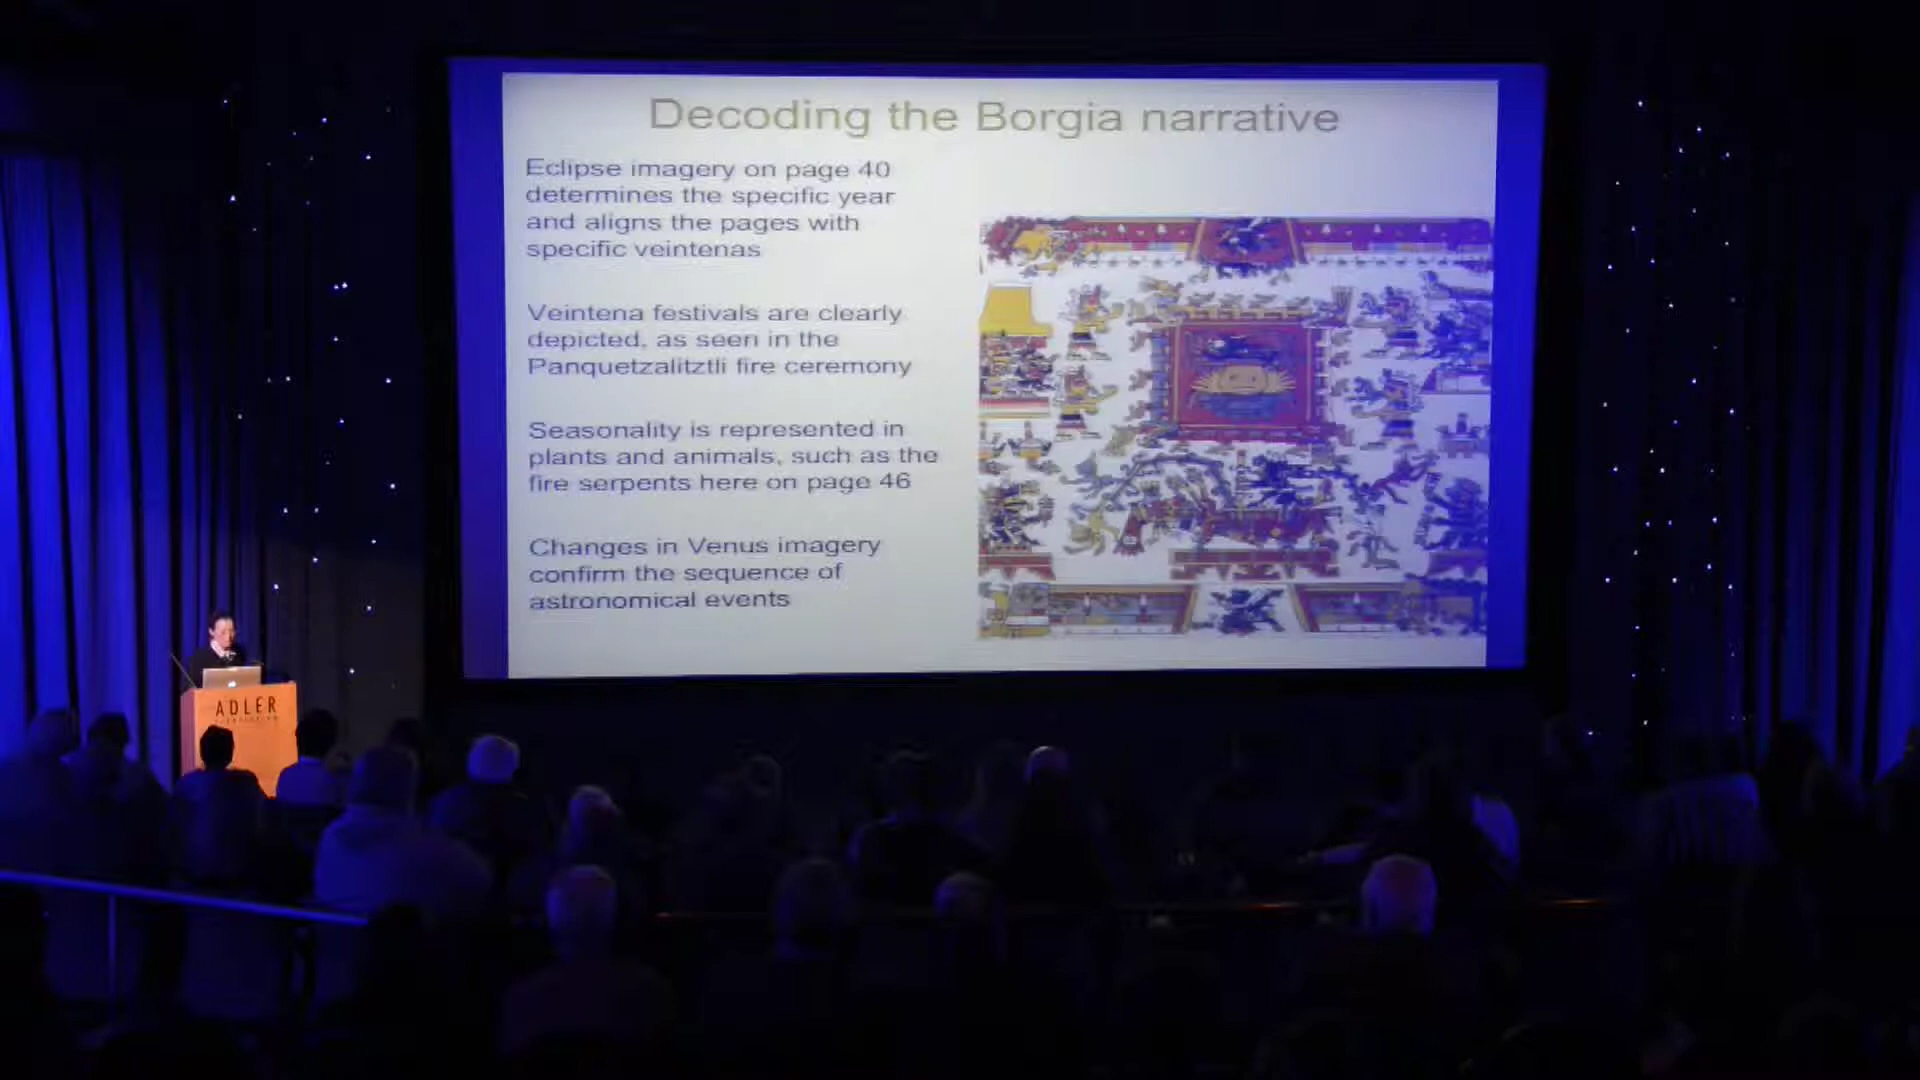 Decoding the Borgia narrative
Eclipse imagery on page 40
determines the specific year
and aligns the pages with
specific veintenas
Veintena festivals are clearly
depicted, as seen in the
Panquetzalitztli fire ceremony
Seasonality is represented in
plants and animals, such as the
fire serpents here on page 46
Changes in Venus imagery
confirm the sequence of
astronomical events
ADLER